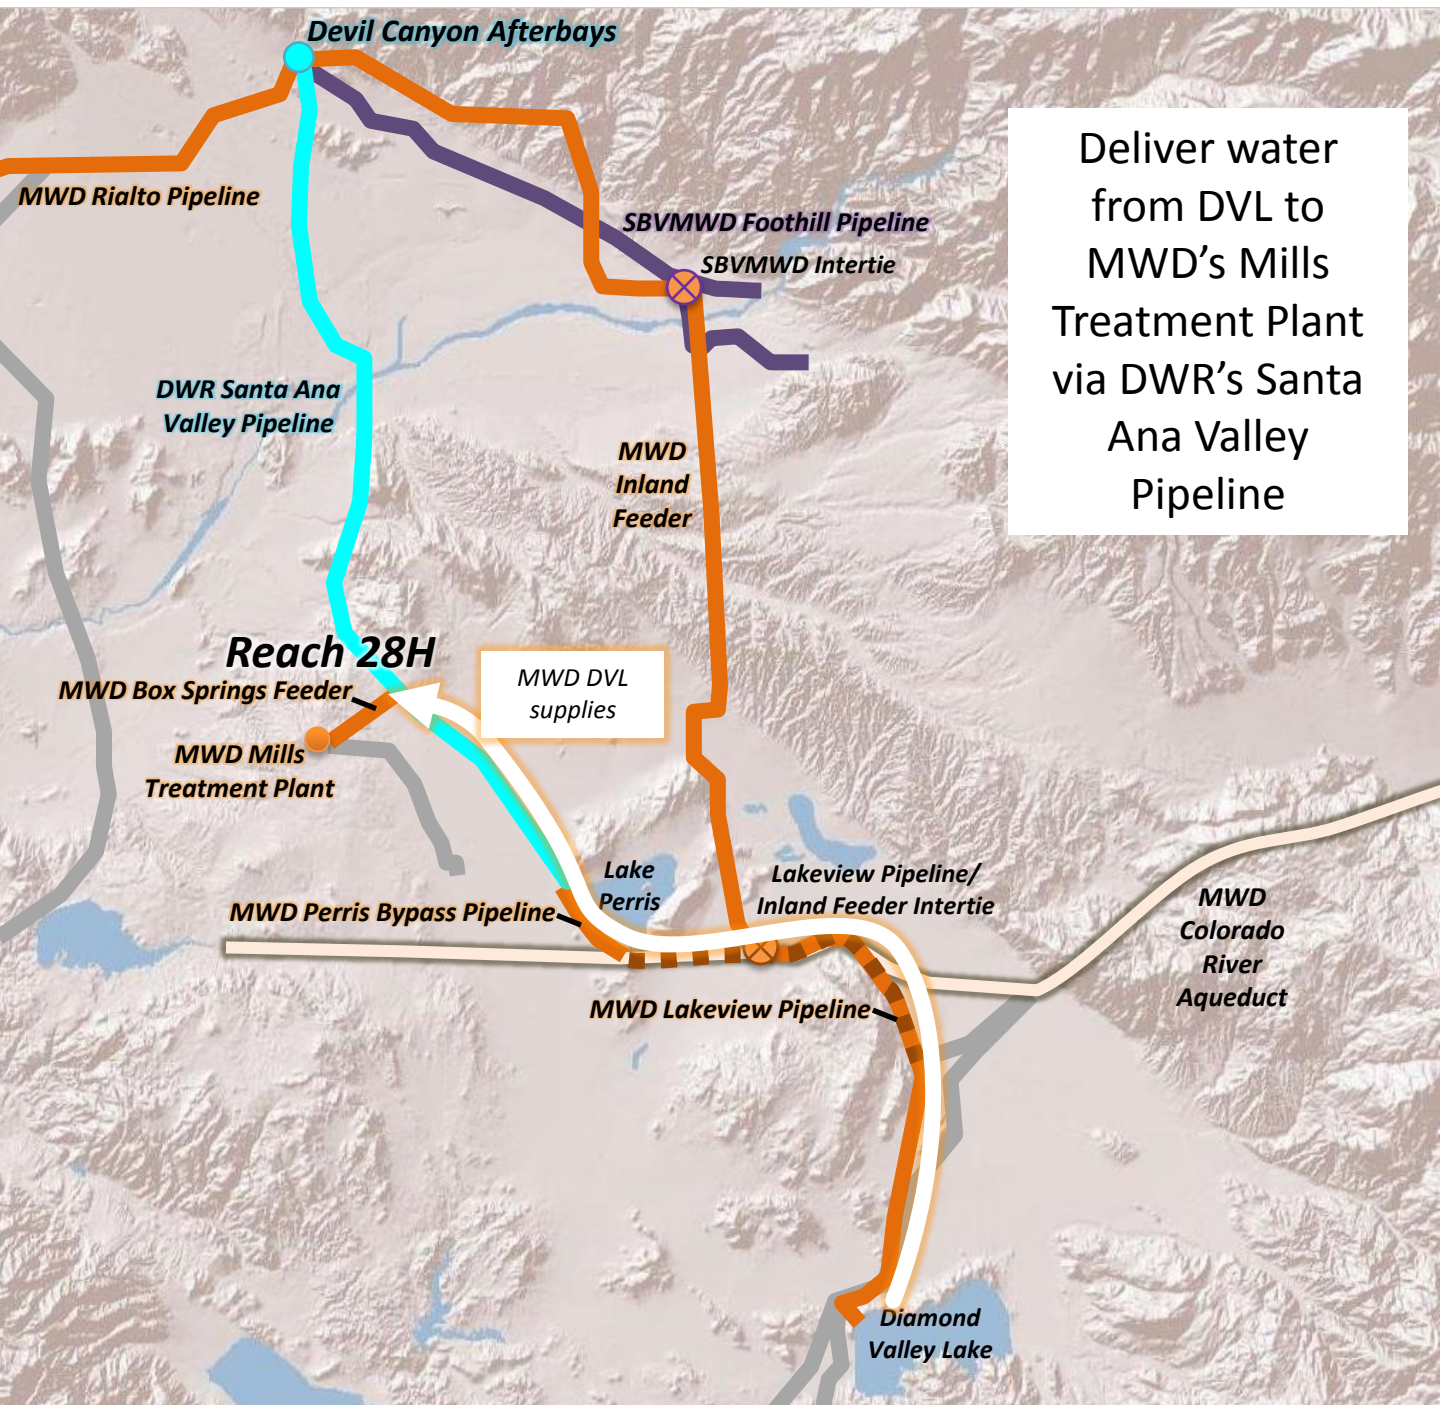 Devil Canyon Afterbays
Deliver water
from DVL to
MWD’s Mills
Treatment Plant
via DWR’s Santa
Ana Valley
Pipeline
MWD Rialto Pipeline
SBVMWD Foothill Pipeline
SBVMWD Intertie
DWR Santa Ana
Valley Pipeline
MWD
Inland
Feeder
Reach 28H
MWD Box Springs Feeder
MWD DVL
supplies
MWD Mills
Treatment Plant
Lake
Perris
Lakeview Pipeline/
Inland Feeder Intertie
MWD Perris Bypass Pipeline
MWD
Colorado
River
Aqueduct
MWD Lakeview Pipeline
Diamond
Valley Lake